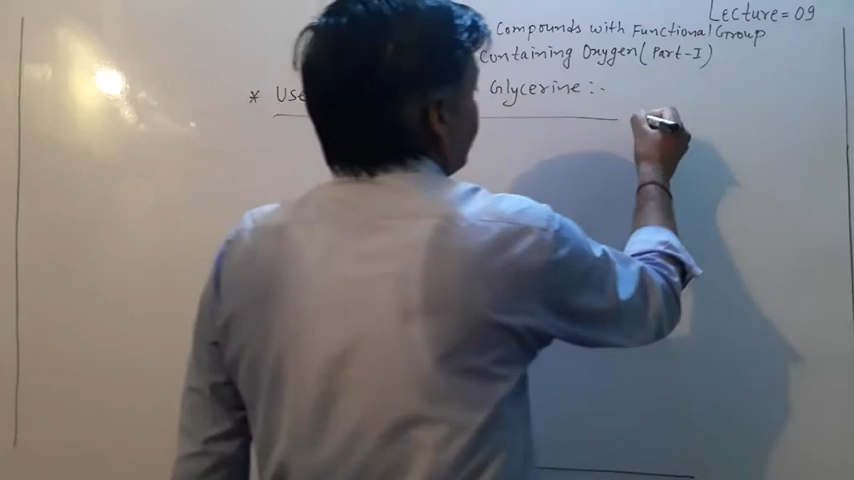 Lecture = 09
Compounds with Functional Group
Containing Oxygen (Part-I)
* Use Glycerine :-